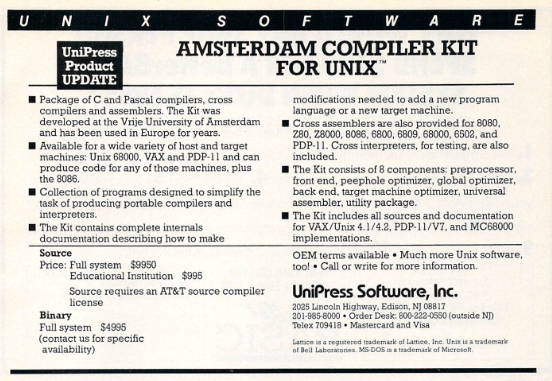 UNIX SOFTWARE
UniPress
Product
UPDATE
AMSTERDAM COMPILER KIT
FOR UNIX™
■ Package of C and Pascal compilers, cross
compilers and assemblers. The Kit was
developed at the Vrije University of Amsterdam
and has been used in Europe for years.
■ Available for a wide variety of host and target
machines: Unix 68000, VAX and PDP-11 and can
produce code for any of those machines, plus
the 8086.
■ Collection of programs designed to simplify the
task of producing portable compilers and
interpreters.
■ The Kit contains complete internals
documentation describing how to make
modifications needed to add a new program
language or a new target machine.
■ Cross assemblers are also provided for 8080,
Z80, Z8000, 8086, 6800, 6809, 68000, 6502, and
PDP-11. Cross interpreters, for testing, are also
included.
■ The Kit consists of 8 components: preprocessor,
front end, peephole optimizer, global optimizer,
back end, target machine optimizer, universal
assembler, utility package.
■ The Kit includes all sources and documentation
for VAX/Unix 4.1/4.2, PDP-11/V7, and MC68000
implementations.
Source
Price: Full system $9950
Educational Institution $995
Source requires an AT&T source compiler
license
Binary
Full system $4995
(contact us for specific
availability)
OEM terms available • Much more Unix software,
too! • Call or write for more information.
UniPress Software, Inc.
2025 Lincoln Highway, Edison, NJ 08817
201-985-8000 • Order Desk: 800-222-0550 (outside NJ)
Telex 709418 • Mastercard and Visa
Lattice is a registered trademark of Lattice, Inc. Unix is a trademark
of Bell Laboratories. MS-DOS is a trademark of Microsoft.